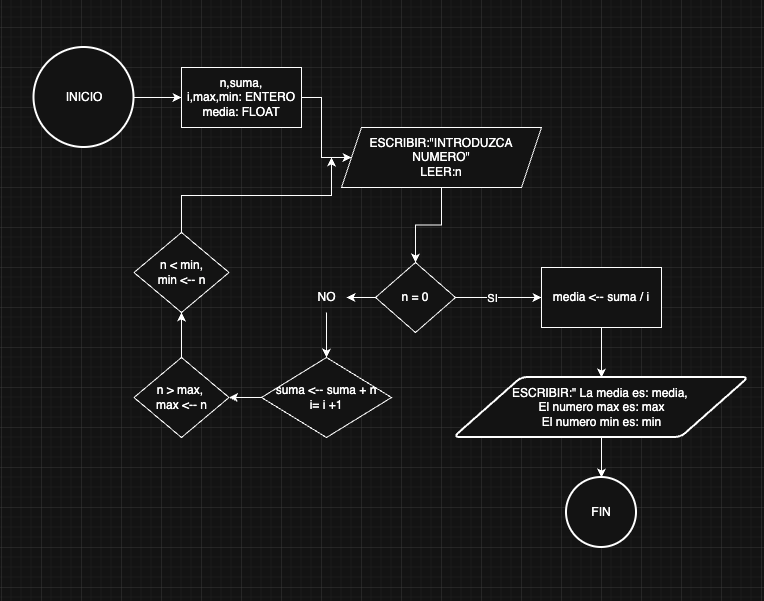 INICIO
n,suma,
i,max,min: ENTERO
media: FLOAT
ESCRIBIR:"INTRODUZCA
NUMERO"
LEER:n
n < min,
min <-- n
NO
n = 0
SI
media <-- suma / i
n > max,
max <-- n
suma <-- suma + n
i= i +1
ESCRIBIR:" La media es: media,
El numero max es: max
El numero min es: min
FIN